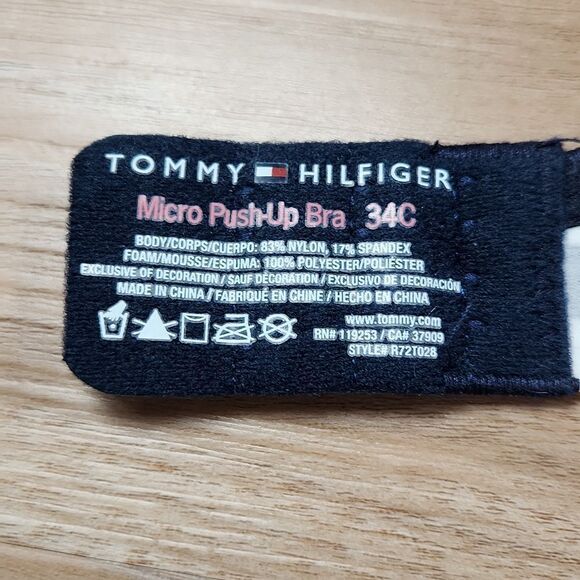 TOMMY HILFIGER
Micro Push-Up Bra 34C
BODY/CORPS/CUERPO: 83% NYLON, 17% SPANDEX
FOAM/MOUSSE/ESPUMA: 100% POLYESTER/POLIÉSTER
EXCLUSIVE OF DECORATION / SAUF DÉCORATION / EXCLUSIVO DE DECORACIÓN
MADE IN CHINA / FABRIQUÉ EN CHINE / HECHO EN CHINA
www.tommy.com
RN# 119253 / CA# 37909
STYLE# R72T028